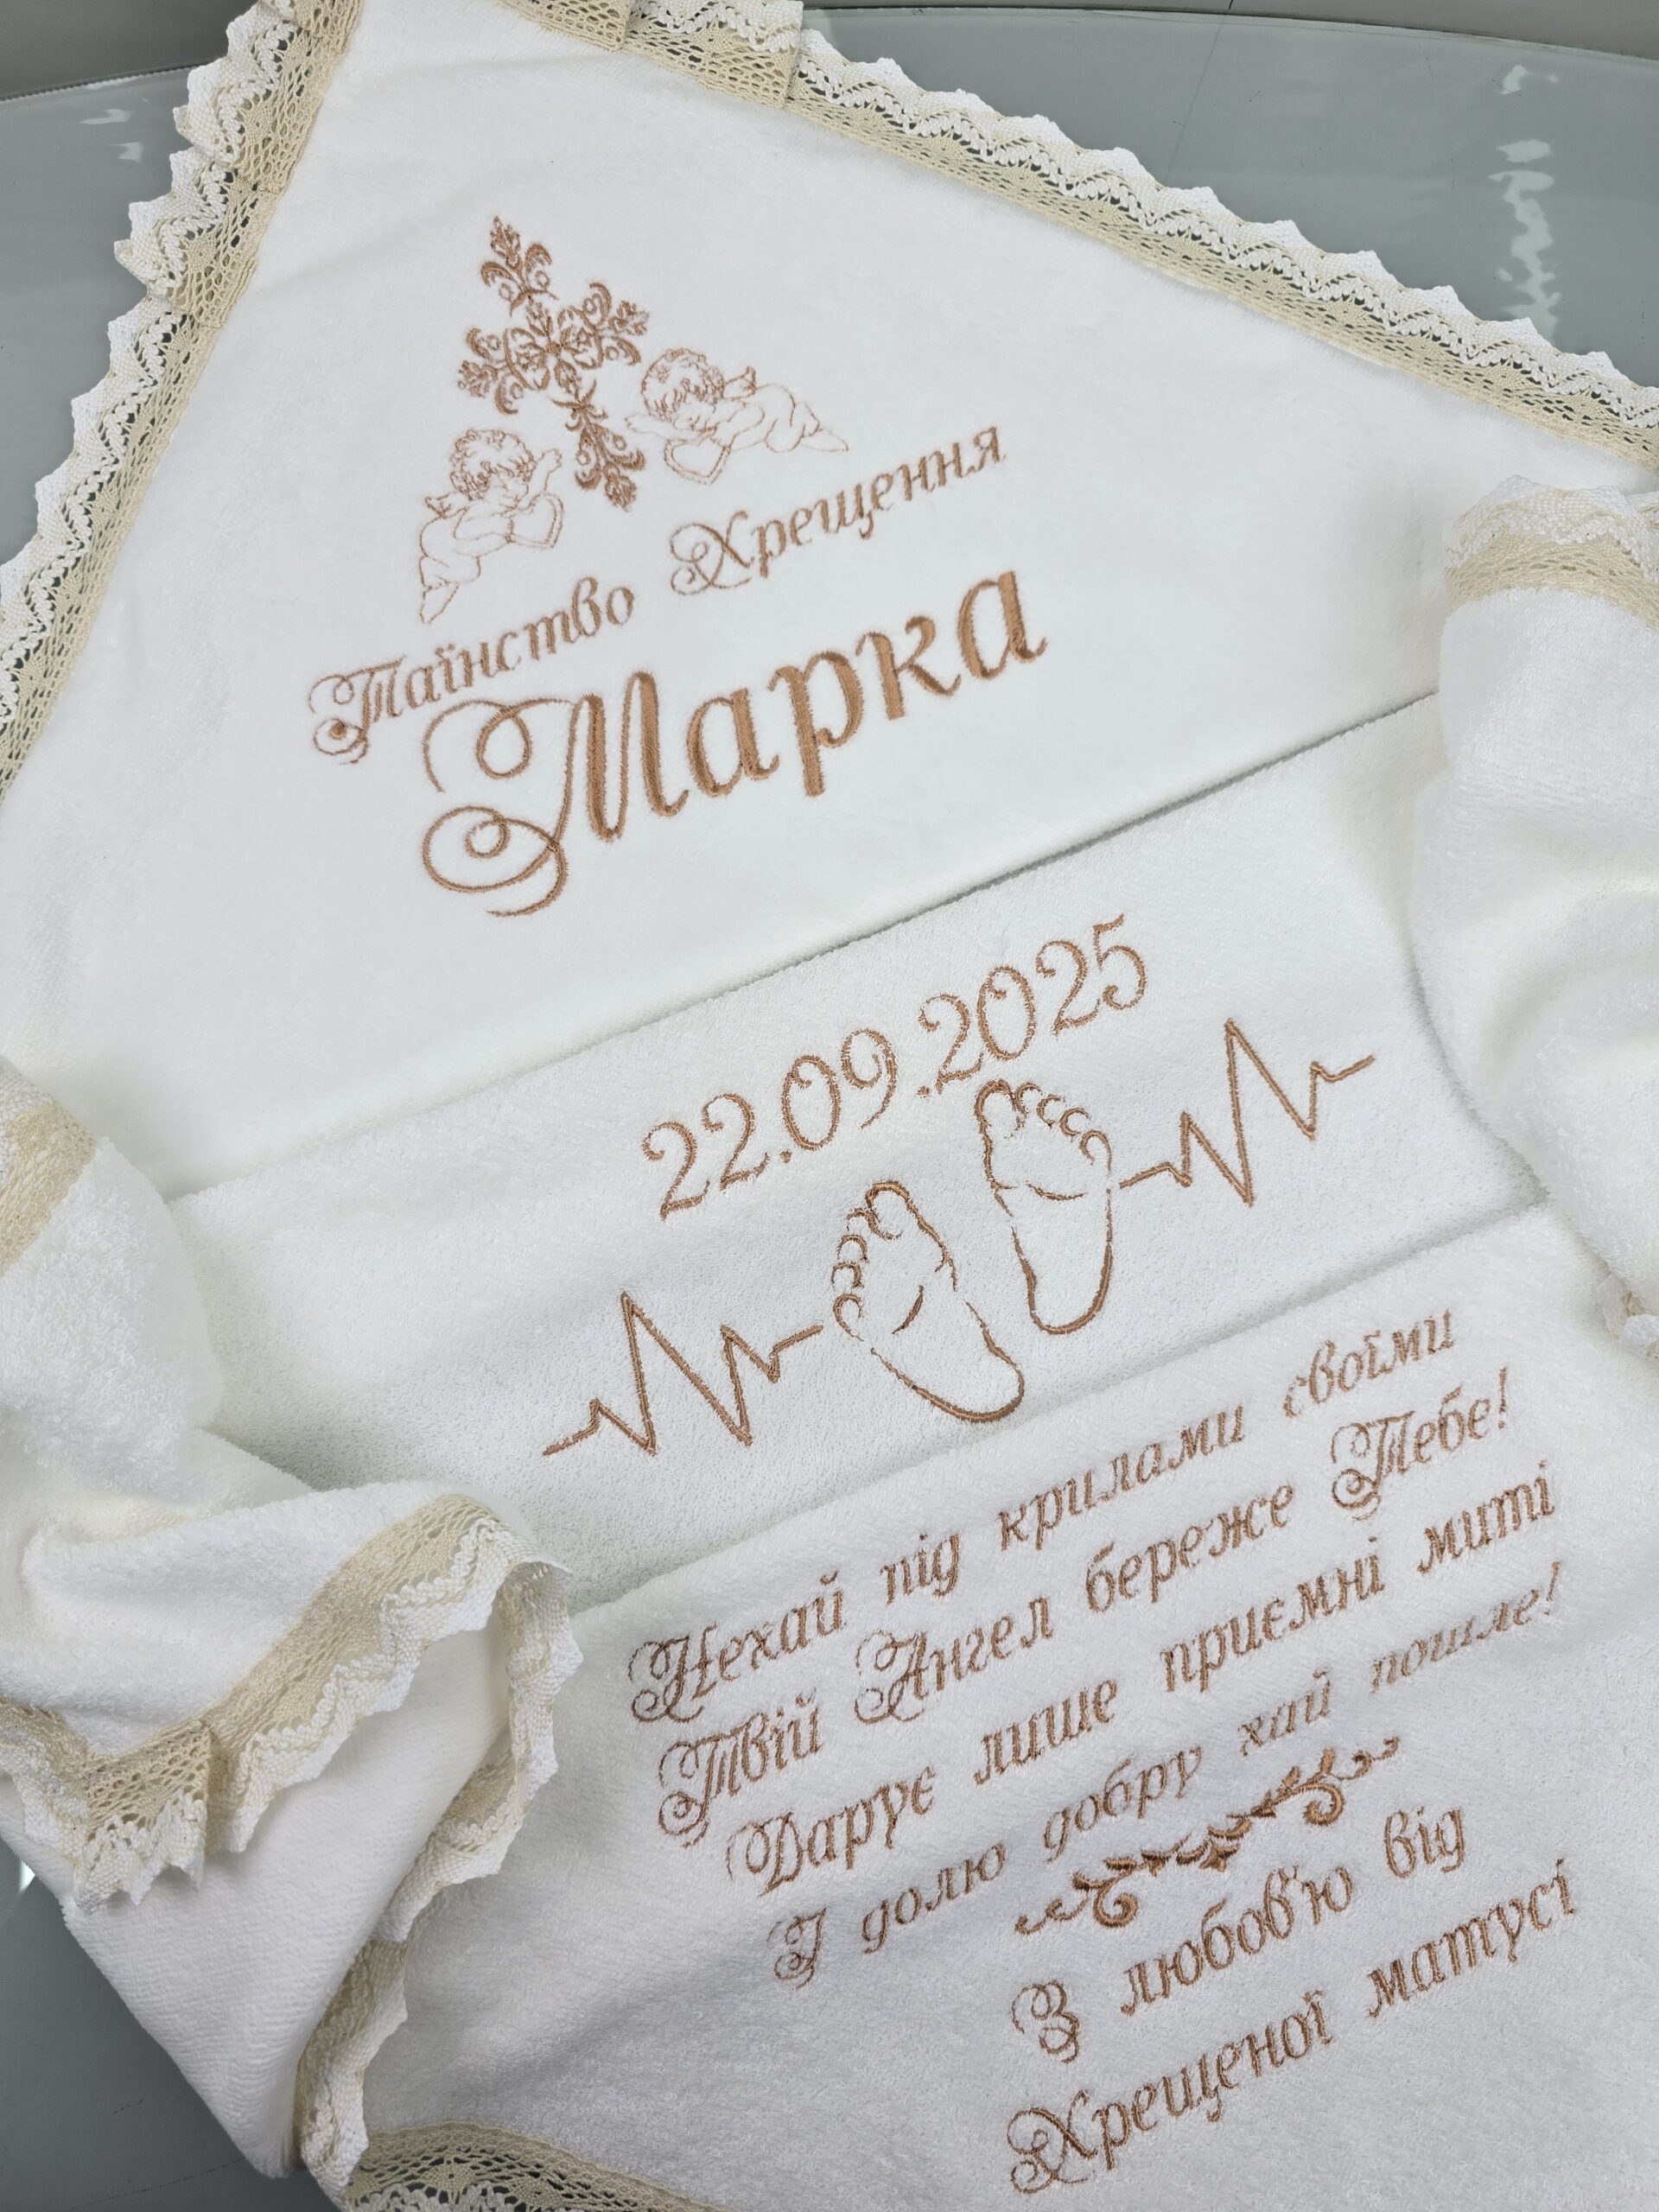 Таїнство Хрещення
Марка
22.09.2025
Нехай під крилами своїми
Твій Ангел береже Тебе!
Дарує лише приємні миті
І долю добру хай пошле!
З любов'ю від
Хрещеної матусі